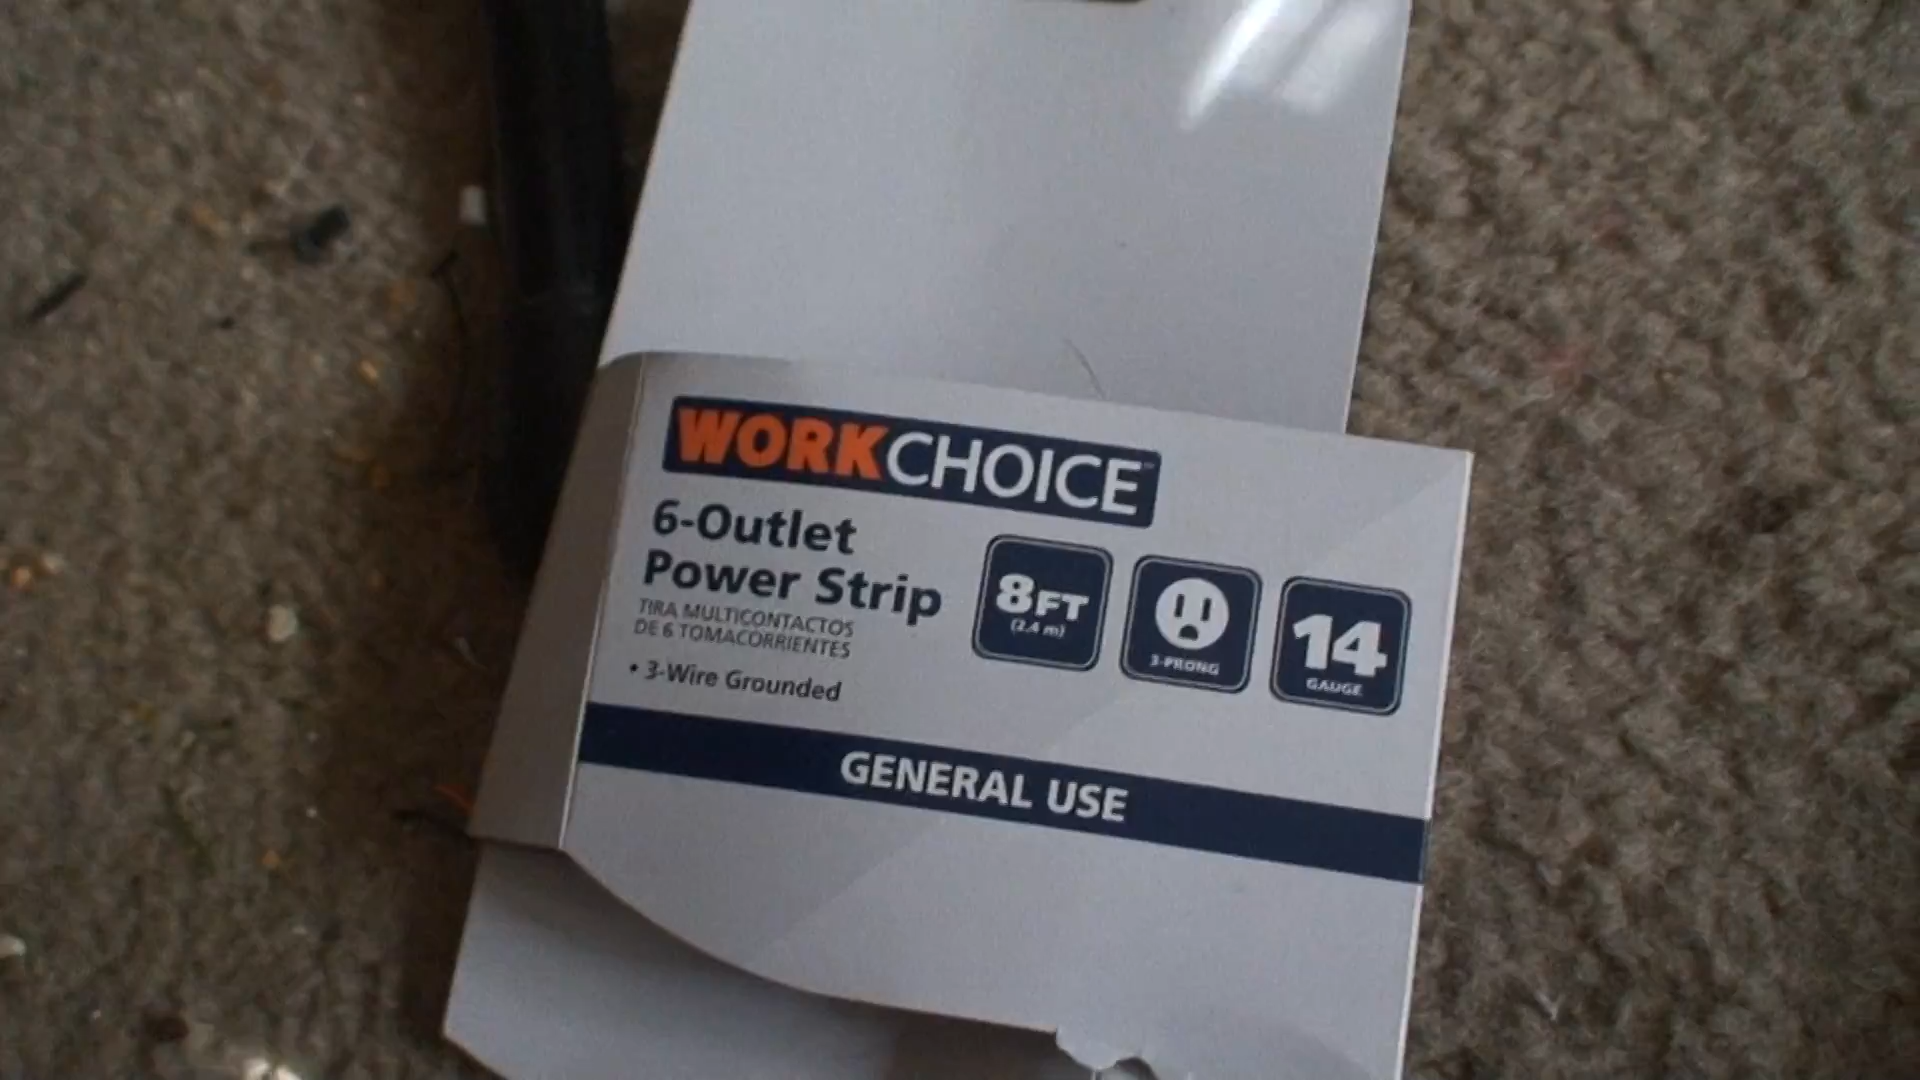 WORKCHOICE™
6-Outlet
Power Strip
TIRA MULTICONTACTOS
DE 6 TOMACORRIENTES
• 3-Wire Grounded
8FT
(2.4 m)
3-PRONG
14
GAUGE
GENERAL USE